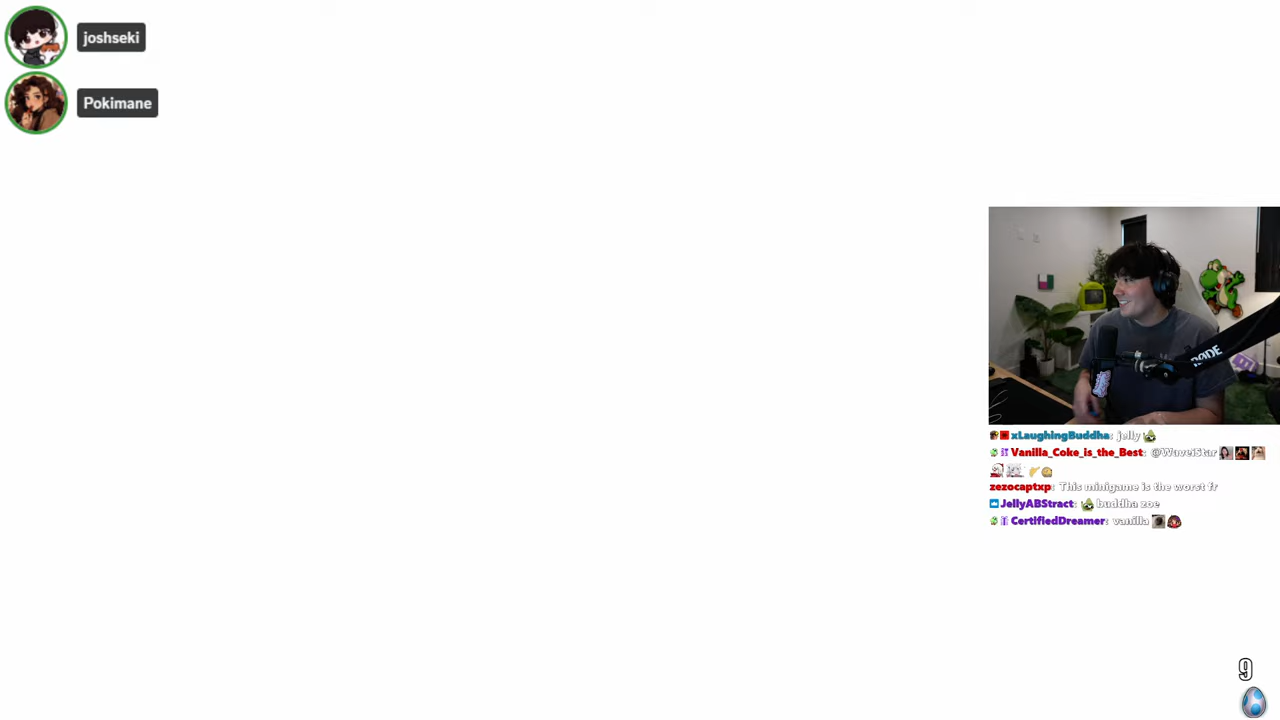 joshseki
Pokimane
RØDE
xLaughingBuddha: jelly
Vanilla_Coke_is_the_Best: @WaveiStar
zezocaptxp: This minigame is the worst fr
JellyABStract: buddha zoe
CertifiedDreamer: vanilla
9